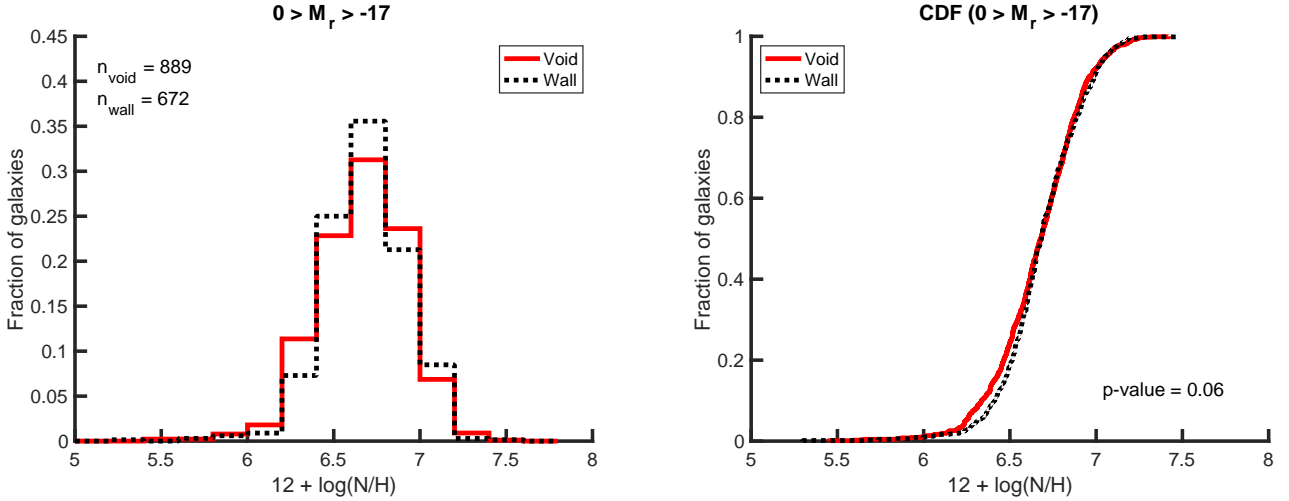 0 > M_r > -17
Fraction of galaxies
0.45
0.4
0.35
0.3
0.25
0.2
0.15
0.1
0.05
0
n_void = 889
n_wall = 672
Void
Wall
5 5.5 6 6.5 7 7.5 8
12 + log(N/H)
CDF (0 > M_r > -17)
Fraction of galaxies
1
0.8
0.6
0.4
0.2
0
Void
Wall
p-value = 0.06
5 5.5 6 6.5 7 7.5 8
12 + log(N/H)